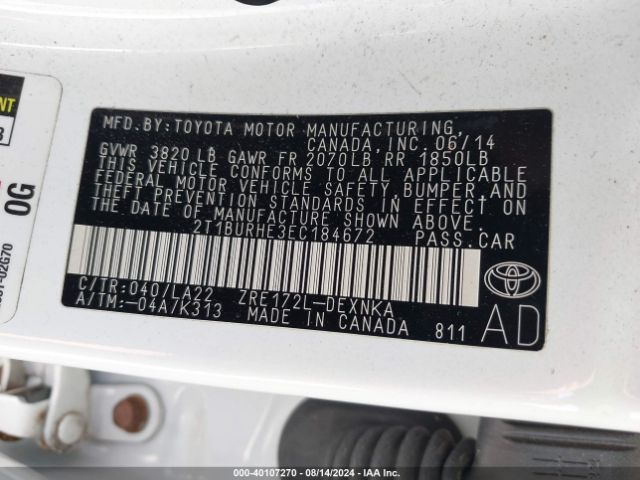 MFD.BY:TOYOTA MOTOR MANUFACTURING,
CANADA, INC. 06/14
GVWR 3820 LB GAWR FR 2070LB RR 1850LB
THIS VEHICLE CONFORMS TO ALL APPLICABLE
FEDERAL MOTOR VEHICLE SAFETY, BUMPER, AND
THEFT PREVENTION STANDARDS IN EFFECT ON
THE DATE OF MANUFACTURE SHOWN ABOVE.
2T1BURHE3EC184672 PASS.CAR
C/TR:040/LA22 ZRE172L-DEXNKA
A/TM:-04A/K313 MADE IN CANADA 811
AD
TOYOTA
0G
000-40107270 - 08/14/2024 - IAA Inc.